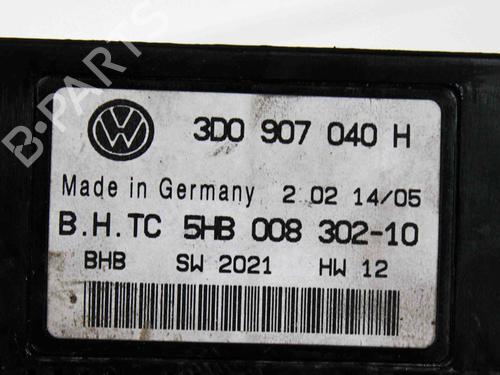 B-PARTS
VW
3D0 907 040 H
Made in Germany 2 02 14/05
B.H.TC 5HB 008 302-10
BHB SW 2021 HW 12